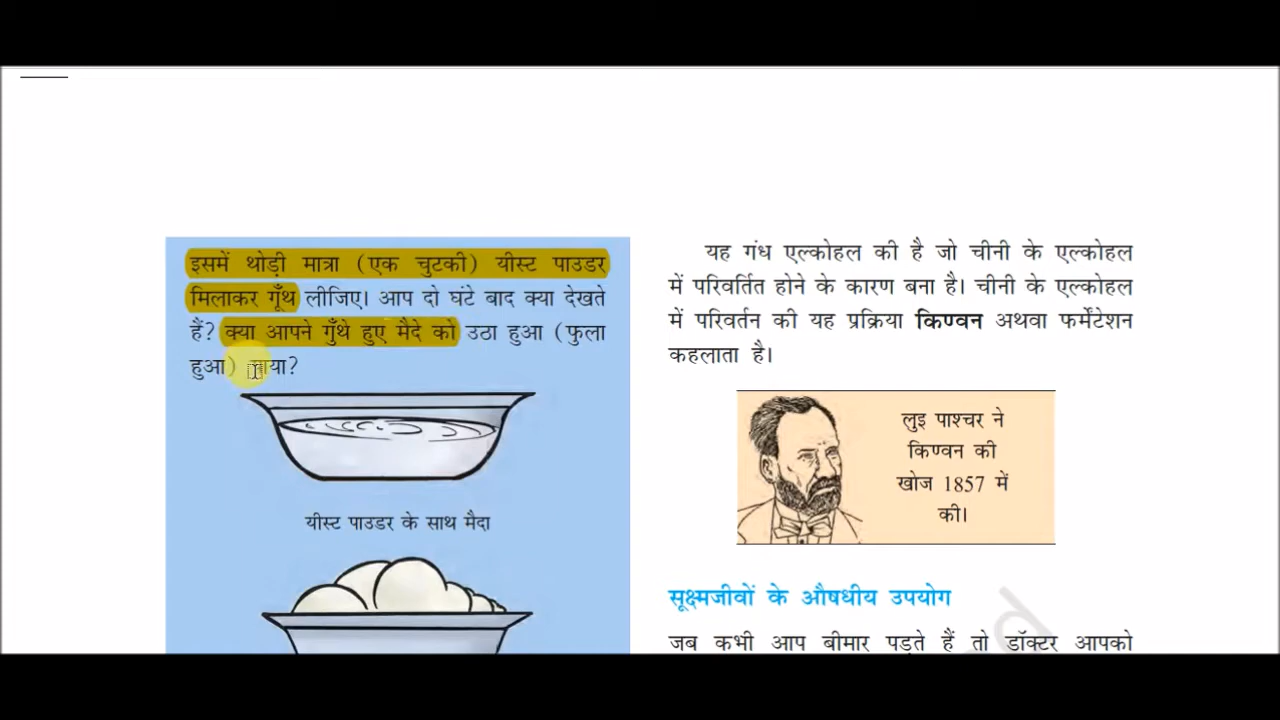 इसमें थोड़ी मात्रा (एक चुटकी) यीस्ट पाउडर
मिलाकर गूँथ लीजिए। आप दो घंटे बाद क्या देखते
हैं? क्या आपने गुँथे हुए मैदे को उठा हुआ (फुला
हुआ) पाया?
यीस्ट पाउडर के साथ मैदा
यह गंध एल्कोहल की है जो चीनी के एल्कोहल
में परिवर्तित होने के कारण बना है। चीनी के एल्कोहल
में परिवर्तन की यह प्रक्रिया किण्वन अथवा फर्मेंटेशन
कहलाता है।
लुइ पाश्चर ने
किण्वन की
खोज 1857 में
की।
सूक्ष्मजीवों के औषधीय उपयोग
जब कभी आप बीमार पड़ते हैं तो डॉक्टर आपको